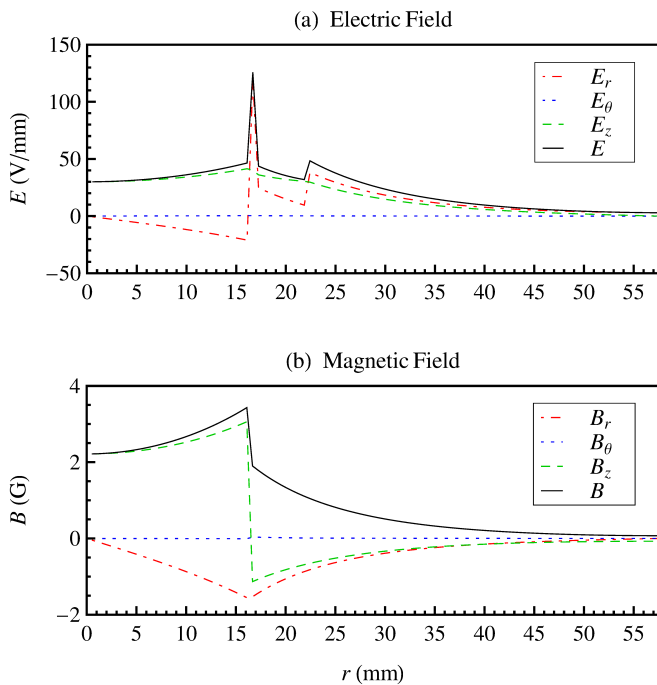 (a) Electric Field
E (V/mm)
150
100
50
0
−50
E_r
E_θ
E_z
E
0 5 10 15 20 25 30 35 40 45 50 55
(b) Magnetic Field
B (G)
4
2
0
−2
B_r
B_θ
B_z
B
0 5 10 15 20 25 30 35 40 45 50 55
r (mm)